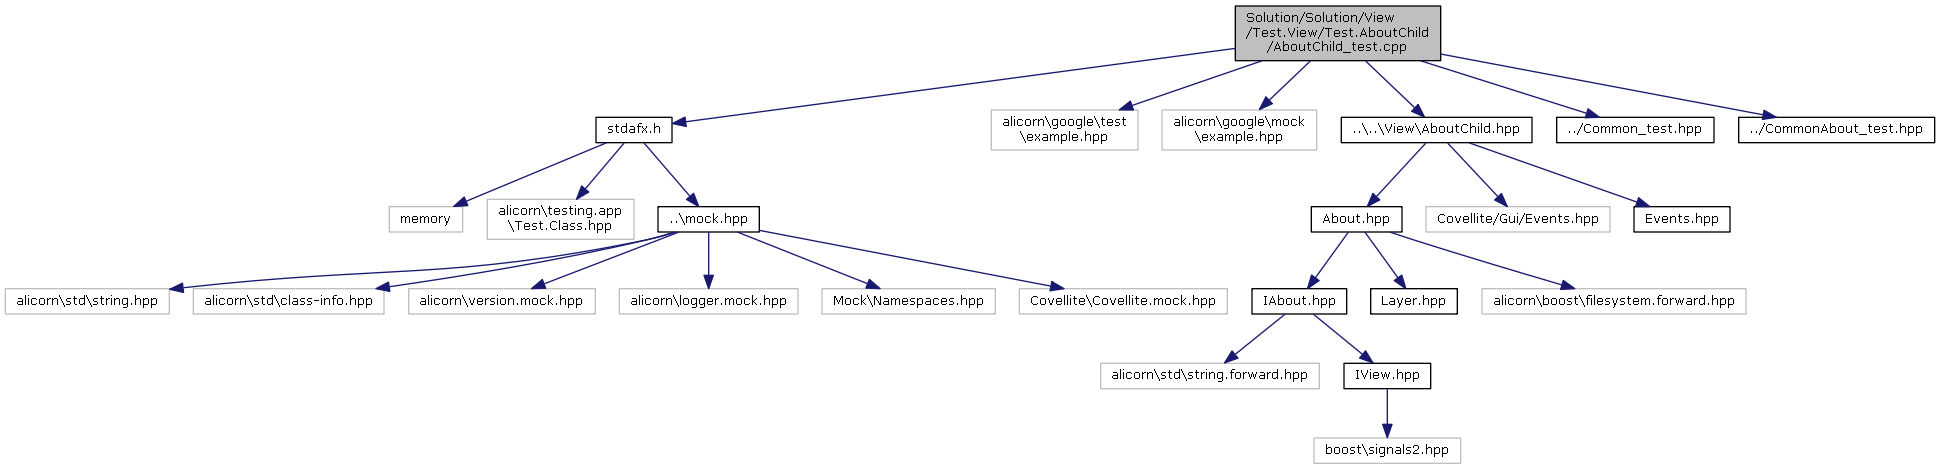 Solution/Solution/View
/Test.View/Test.AboutChild
/AboutChild_test.cpp
stdafx.h
alicorn\google\test
\example.hpp
alicorn\google\mock
\example.hpp
..\..\View\AboutChild.hpp
../Common_test.hpp
../CommonAbout_test.hpp
memory
alicorn\testing.app
\Test.Class.hpp
..\mock.hpp
About.hpp
Covellite/Gui/Events.hpp
Events.hpp
alicorn\std\string.hpp
alicorn\std\class-info.hpp
alicorn\version.mock.hpp
alicorn\logger.mock.hpp
Mock\Namespaces.hpp
Covellite\Covellite.mock.hpp
IAbout.hpp
Layer.hpp
alicorn\boost\filesystem.forward.hpp
alicorn\std\string.forward.hpp
IView.hpp
boost\signals2.hpp